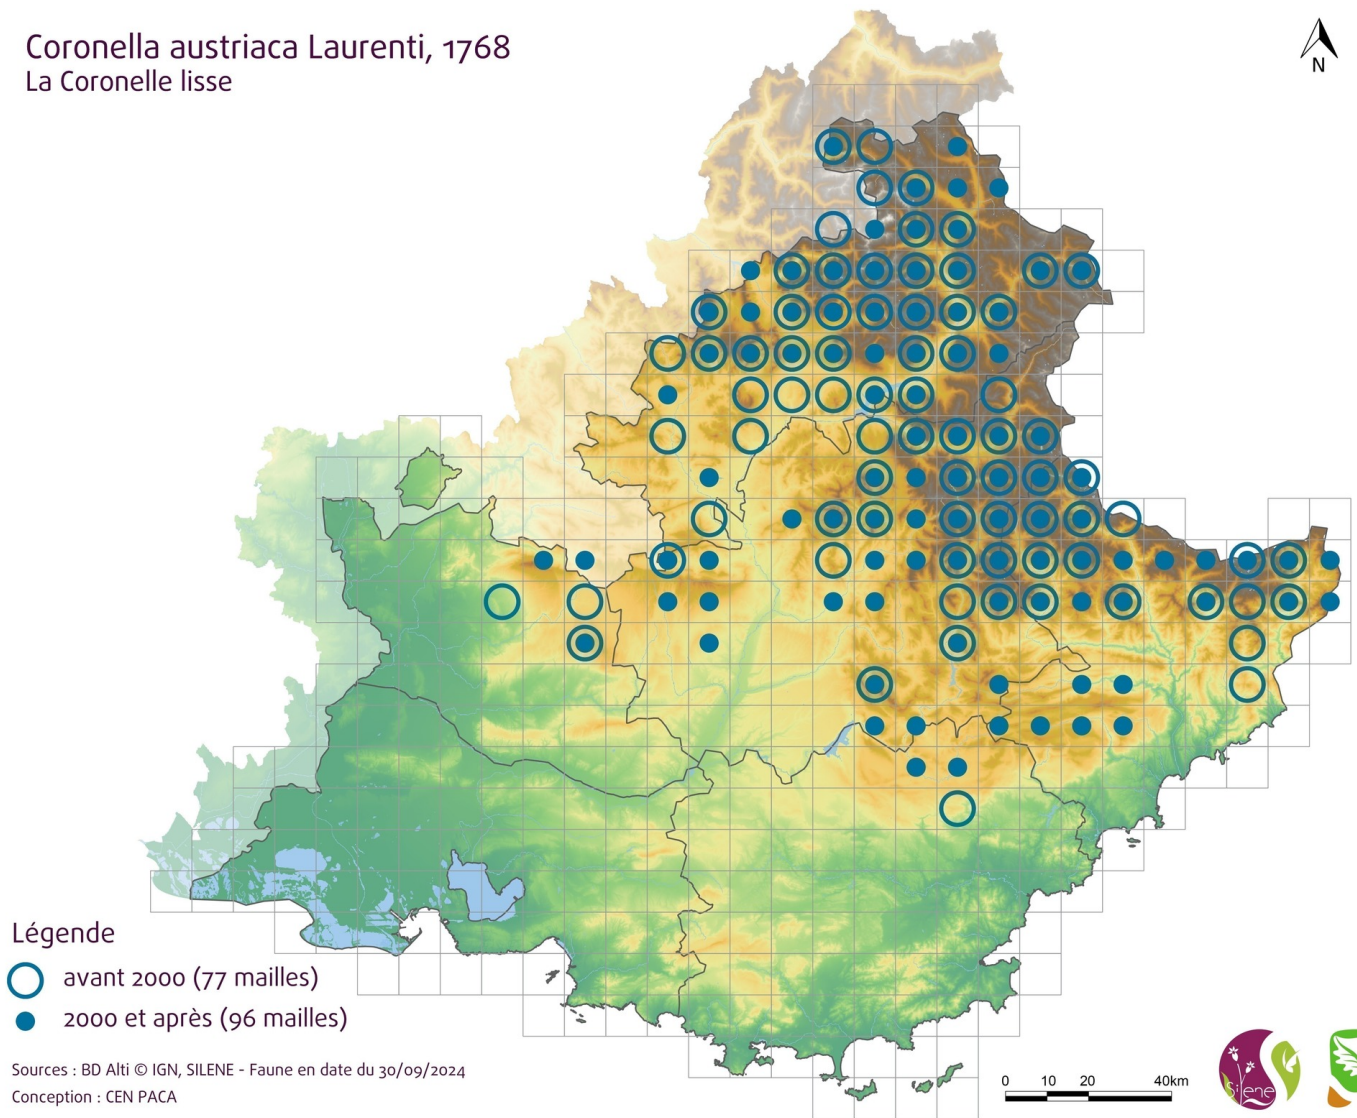 Coronella austriaca Laurenti, 1768
La Coronelle lisse
N
Légende
avant 2000 (77 mailles)
2000 et après (96 mailles)
Sources : BD Alti © IGN, SILENE - Faune en date du 30/09/2024
Conception : CEN PACA
0 10 20 40km
Silene